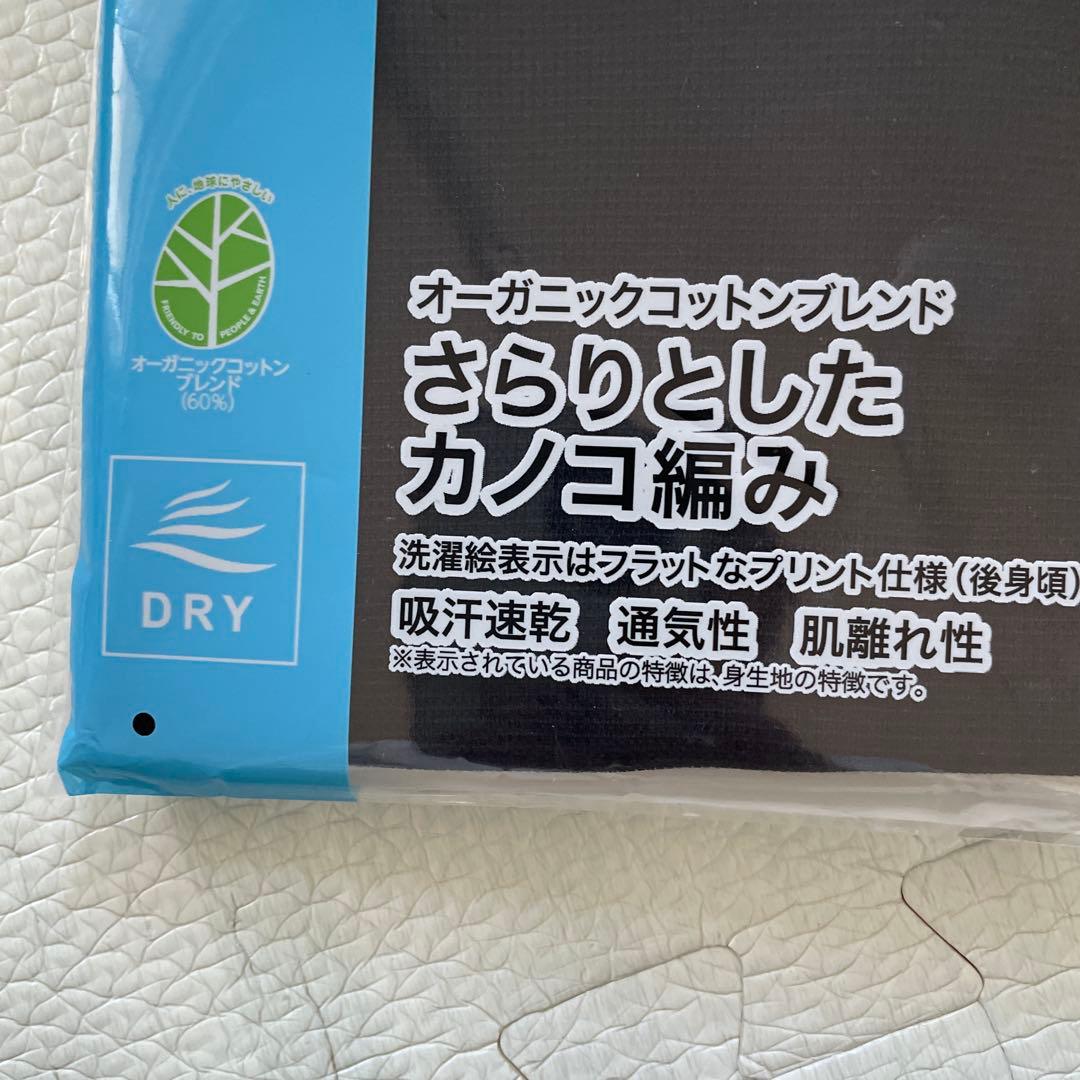 人に、地球にやさしい
FRIENDLY TO PEOPLE & EARTH
オーガニックコットン
ブレンド
(60%)
DRY
オーガニックコットンブレンド
さらりとした
カノコ編み
洗濯絵表示はフラットなプリント仕様(後身頃)
吸汗速乾 通気性 肌離れ性
※表示されている商品の特徴は、身生地の特徴です。